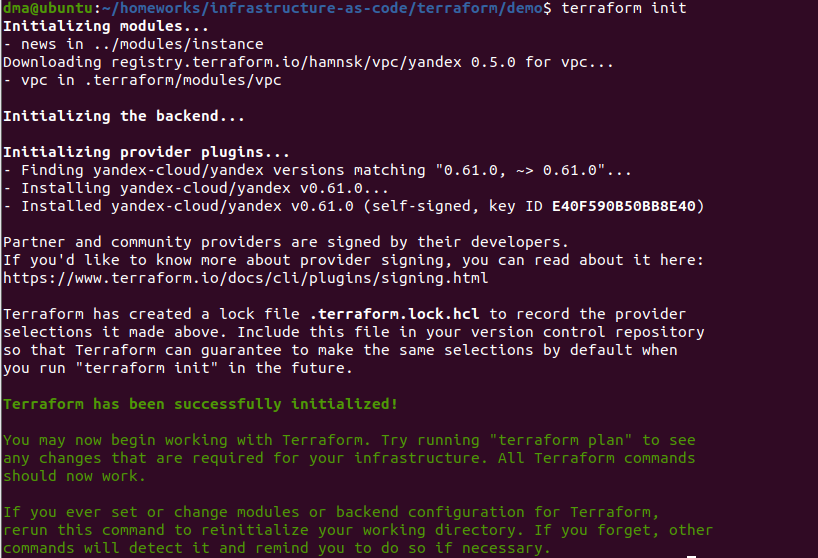 dma@ubuntu:~/homeworks/infrastructure-as-code/terraform/demo$ terraform init
Initializing modules...
- news in ../modules/instance
Downloading registry.terraform.io/hamnsk/vpc/yandex 0.5.0 for vpc...
- vpc in .terraform/modules/vpc
Initializing the backend...
Initializing provider plugins...
- Finding yandex-cloud/yandex versions matching "0.61.0, ~> 0.61.0"...
- Installing yandex-cloud/yandex v0.61.0...
- Installed yandex-cloud/yandex v0.61.0 (self-signed, key ID E40F590B50BB8E40)
Partner and community providers are signed by their developers.
If you'd like to know more about provider signing, you can read about it here:
https://www.terraform.io/docs/cli/plugins/signing.html
Terraform has created a lock file .terraform.lock.hcl to record the provider
selections it made above. Include this file in your version control repository
so that Terraform can guarantee to make the same selections by default when
you run "terraform init" in the future.
Terraform has been successfully initialized!
You may now begin working with Terraform. Try running "terraform plan" to see
any changes that are required for your infrastructure. All Terraform commands
should now work.
If you ever set or change modules or backend configuration for Terraform,
rerun this command to reinitialize your working directory. If you forget, other
commands will detect it and remind you to do so if necessary.